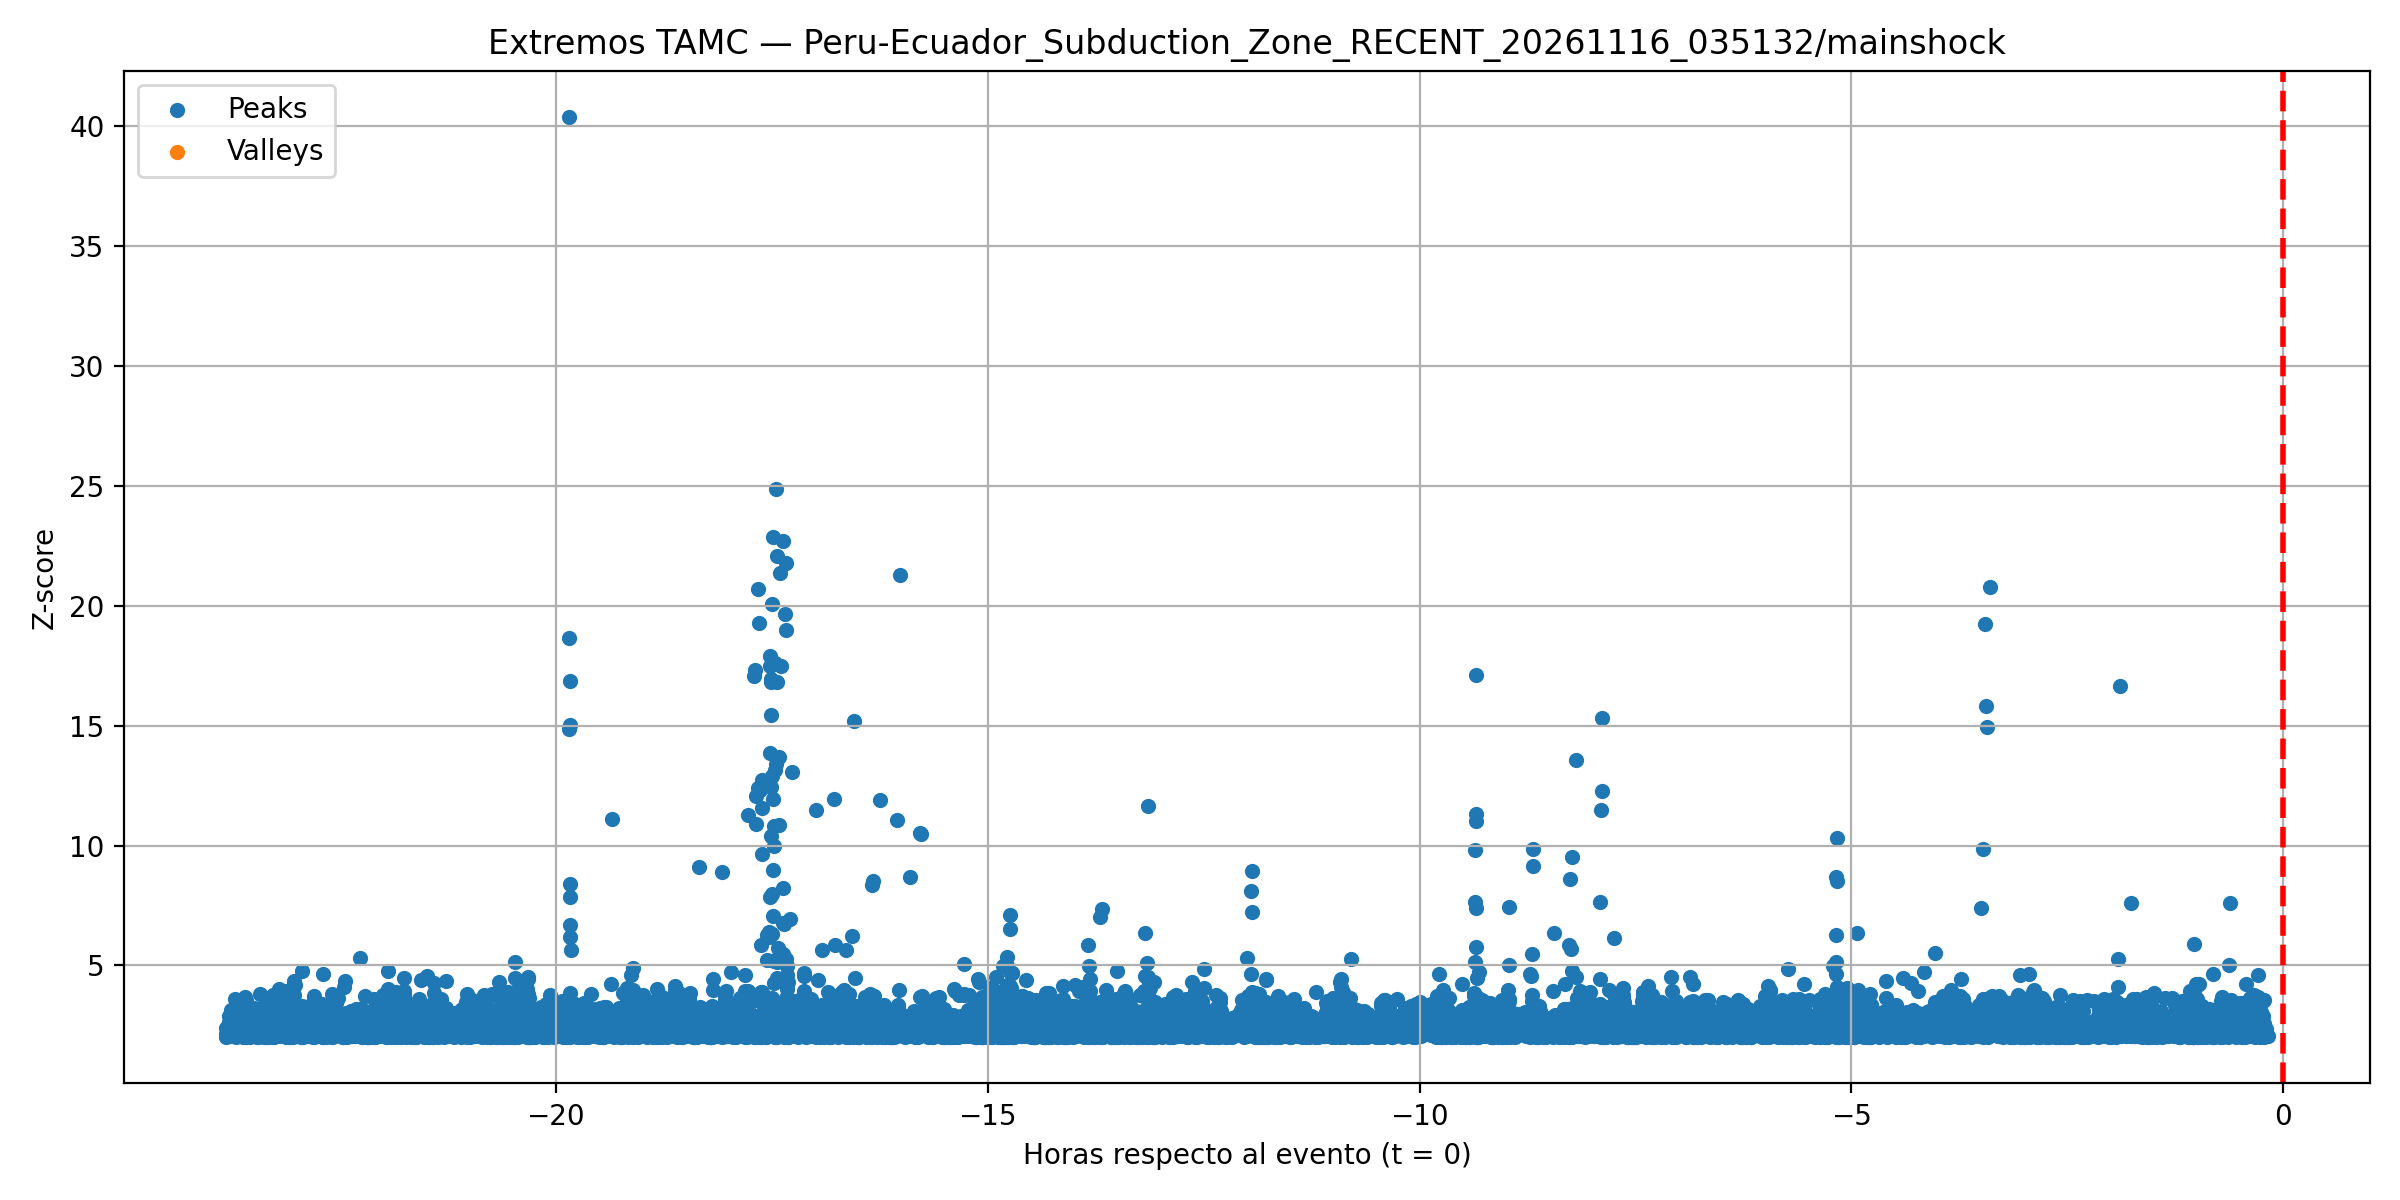 Extremos TAMC — Peru-Ecuador_Subduction_Zone_RECENT_20261116_035132/mainshock
Peaks
Valleys
Z-score
40
35
30
25
20
15
10
5
−20
−15
−10
−5
0
Horas respecto al evento (t = 0)